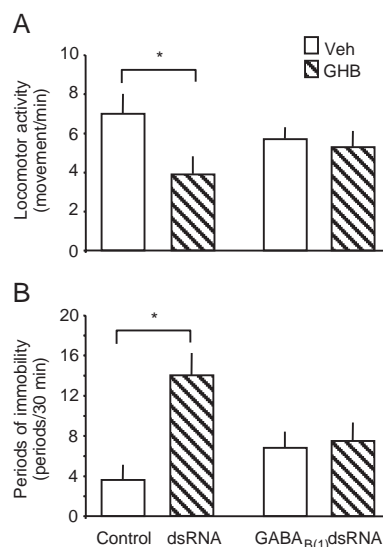 A
Veh
GHB
*
Locomotor activity
(movement/min)
10
8
6
4
2
0
B
*
Periods of immobility
(periods/30 min)
20
16
12
8
4
0
Control dsRNA GABAB(1)dsRNA